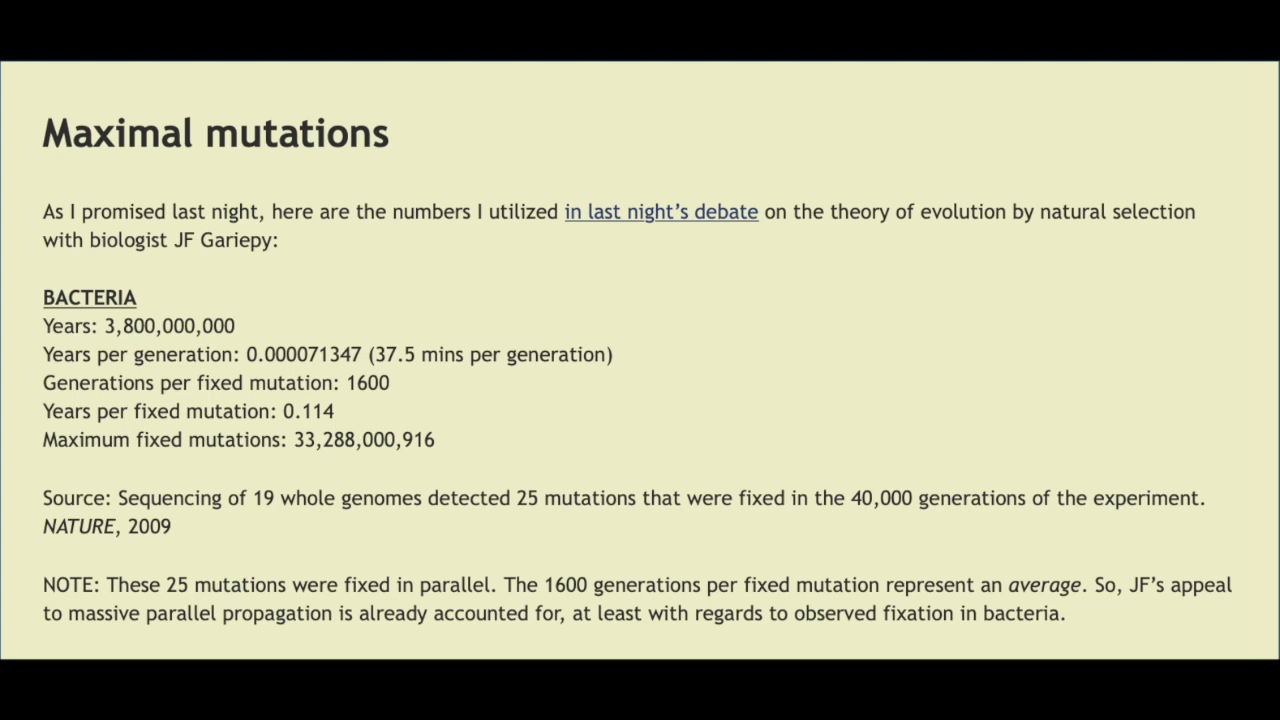 Maximal mutations
As I promised last night, here are the numbers I utilized in last night’s debate on the theory of evolution by natural selection
with biologist JF Gariepy:
BACTERIA
Years: 3,800,000,000
Years per generation: 0.000071347 (37.5 mins per generation)
Generations per fixed mutation: 1600
Years per fixed mutation: 0.114
Maximum fixed mutations: 33,288,000,916
Source: Sequencing of 19 whole genomes detected 25 mutations that were fixed in the 40,000 generations of the experiment.
NATURE, 2009
NOTE: These 25 mutations were fixed in parallel. The 1600 generations per fixed mutation represent an average. So, JF’s appeal
to massive parallel propagation is already accounted for, at least with regards to observed fixation in bacteria.